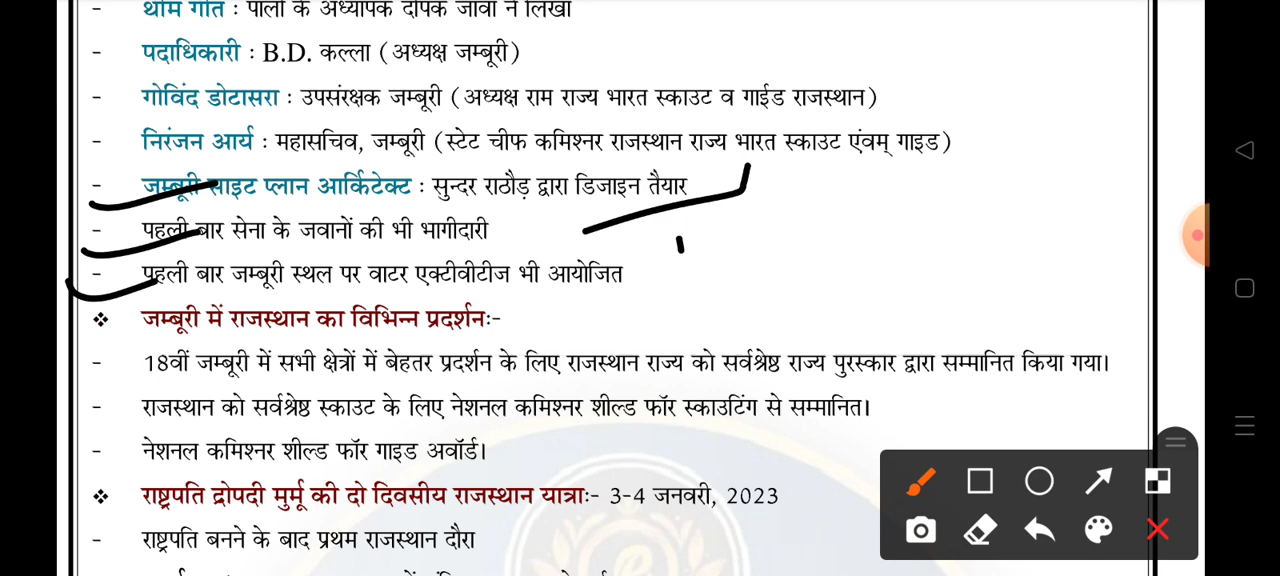 - थीम गीत : पाली के अध्यापक दीपक जावा ने लिखा
- पदाधिकारी : B.D. कल्ला (अध्यक्ष जम्बूरी)
- गोविंद डोटासरा : उपसंरक्षक जम्बूरी (अध्यक्ष राम राज्य भारत स्काउट व गाईड राजस्थान)
- निरंजन आर्य : महासचिव, जम्बूरी (स्टेट चीफ कमिश्नर राजस्थान राज्य भारत स्काउट एंवम् गाइड)
- जम्बूरी साइट प्लान आर्किटेक्ट : सुन्दर राठौड़ द्वारा डिजाइन तैयार
- पहली बार सेना के जवानों की भी भागीदारी
- पहली बार जम्बूरी स्थल पर वाटर एक्टीवीटीज भी आयोजित
❖ जम्बूरी में राजस्थान का विभिन्न प्रदर्शनः-
- 18वीं जम्बूरी में सभी क्षेत्रों में बेहतर प्रदर्शन के लिए राजस्थान राज्य को सर्वश्रेष्ठ राज्य पुरस्कार द्वारा सम्मानित किया गया।
- राजस्थान को सर्वश्रेष्ठ स्काउट के लिए नेशनल कमिश्नर शील्ड फॉर स्काउटिंग से सम्मानित।
- नेशनल कमिश्नर शील्ड फॉर गाइड अवॉर्ड।
❖ राष्ट्रपति द्रोपदी मुर्मू की दो दिवसीय राजस्थान यात्राः- 3-4 जनवरी, 2023
- राष्ट्रपति बनने के बाद प्रथम राजस्थान दौरा